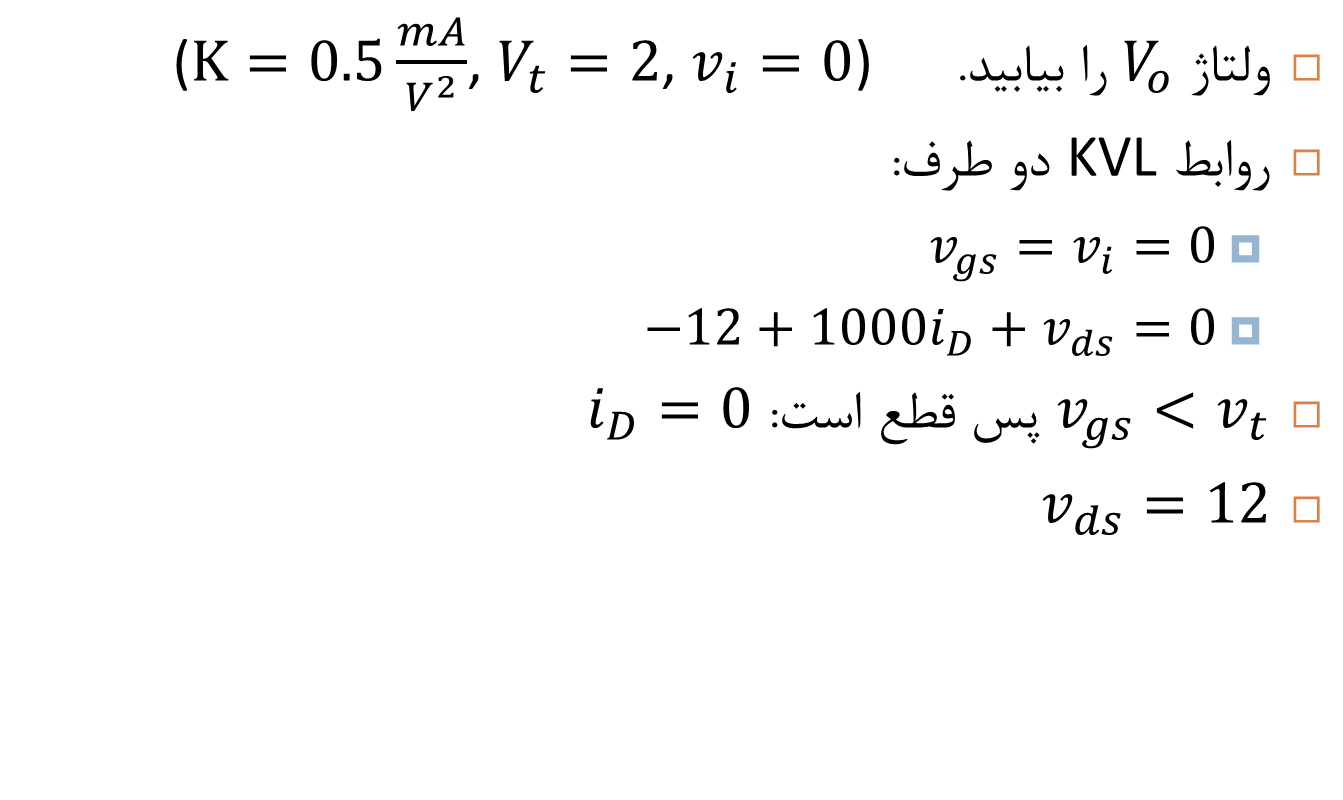 ولتاژ V_o را بیابید. (K = 0.5 mA/V^2, V_t = 2, v_i = 0)
روابط KVL دو طرف:
v_gs = v_i = 0
−12 + 1000i_D + v_ds = 0
v_gs < v_t پس قطع است: i_D = 0
v_ds = 12